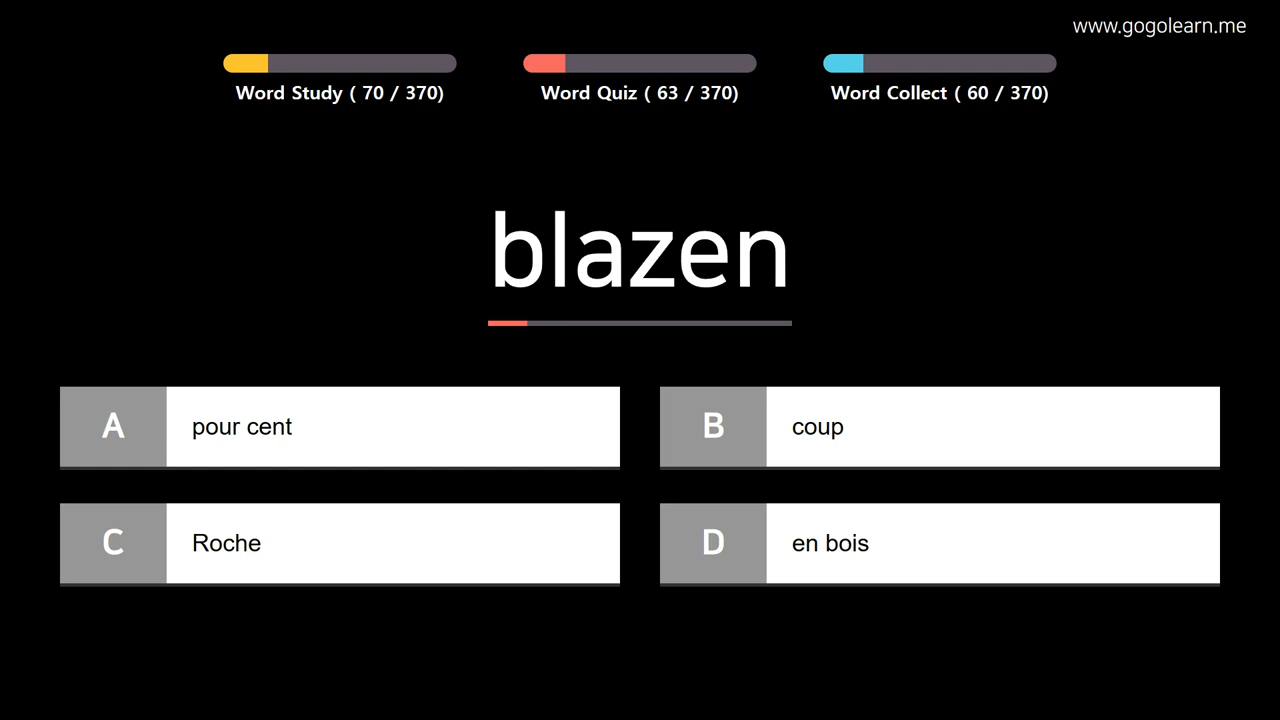 www.gogolearn.me
Word Study ( 70 / 370)
Word Quiz ( 63 / 370)
Word Collect ( 60 / 370)
blazen
A pour cent
B coup
C Roche
D en bois